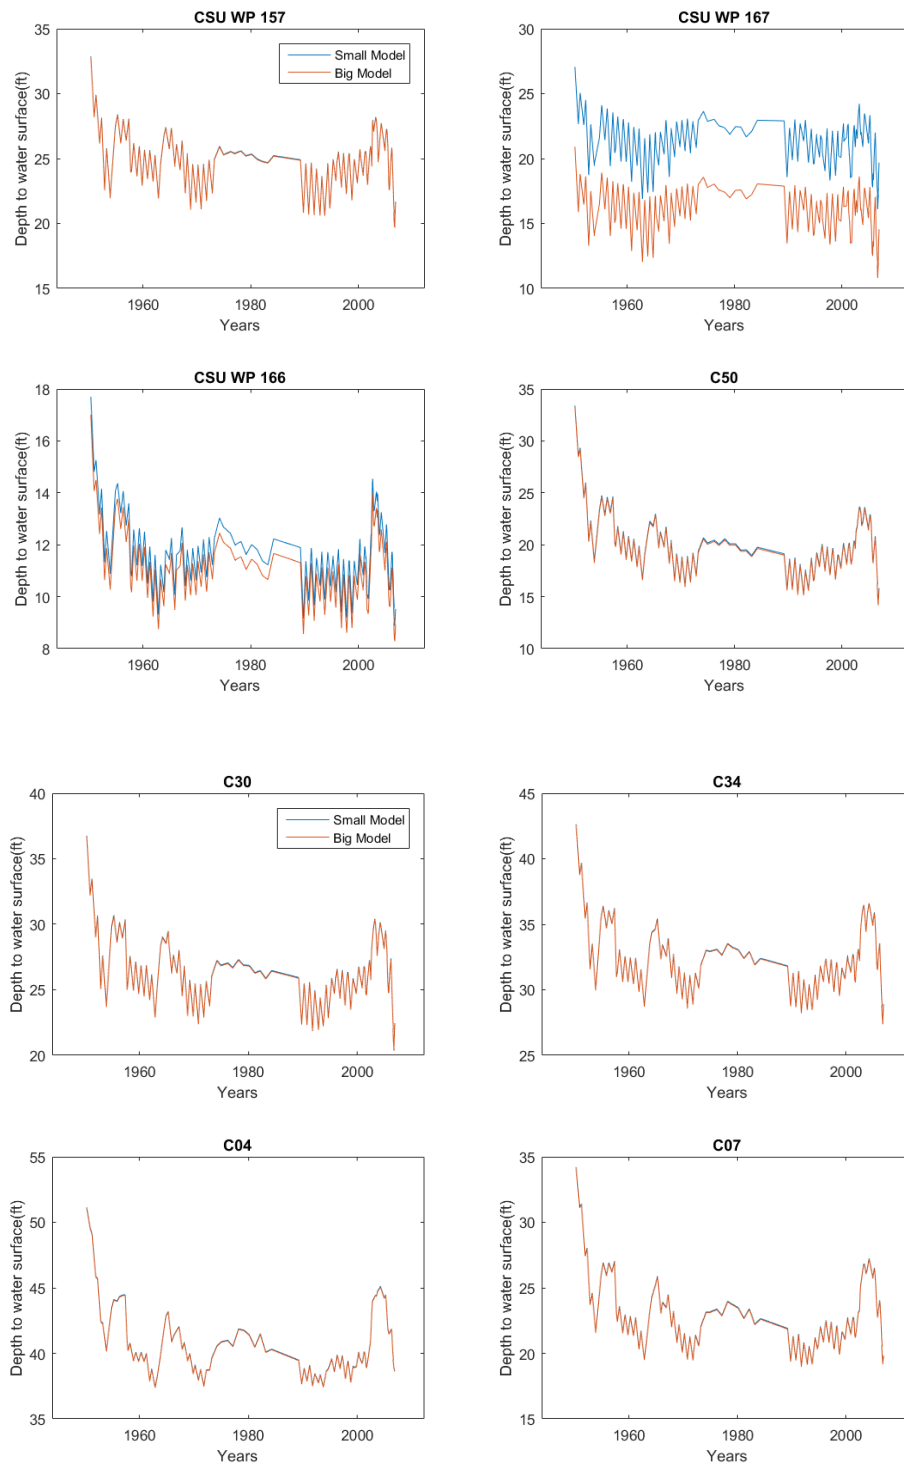 CSU WP 157
35
30
25
20
15
Depth to water surface(ft)
1960
1980
2000
Years
Small Model
Big Model
CSU WP 167
30
25
20
15
10
Depth to water surface(ft)
1960
1980
2000
Years
CSU WP 166
18
16
14
12
10
8
Depth to water surface(ft)
1960
1980
2000
Years
C50
35
30
25
20
15
10
Depth to water surface(ft)
1960
1980
2000
Years
C30
40
35
30
25
20
Depth to water surface(ft)
1960
1980
2000
Years
Small Model
Big Model
C34
45
40
35
30
25
Depth to water surface(ft)
1960
1980
2000
Years
C04
55
50
45
40
35
Depth to water surface(ft)
1960
1980
2000
Years
C07
35
30
25
20
15
Depth to water surface(ft)
1960
1980
2000
Years